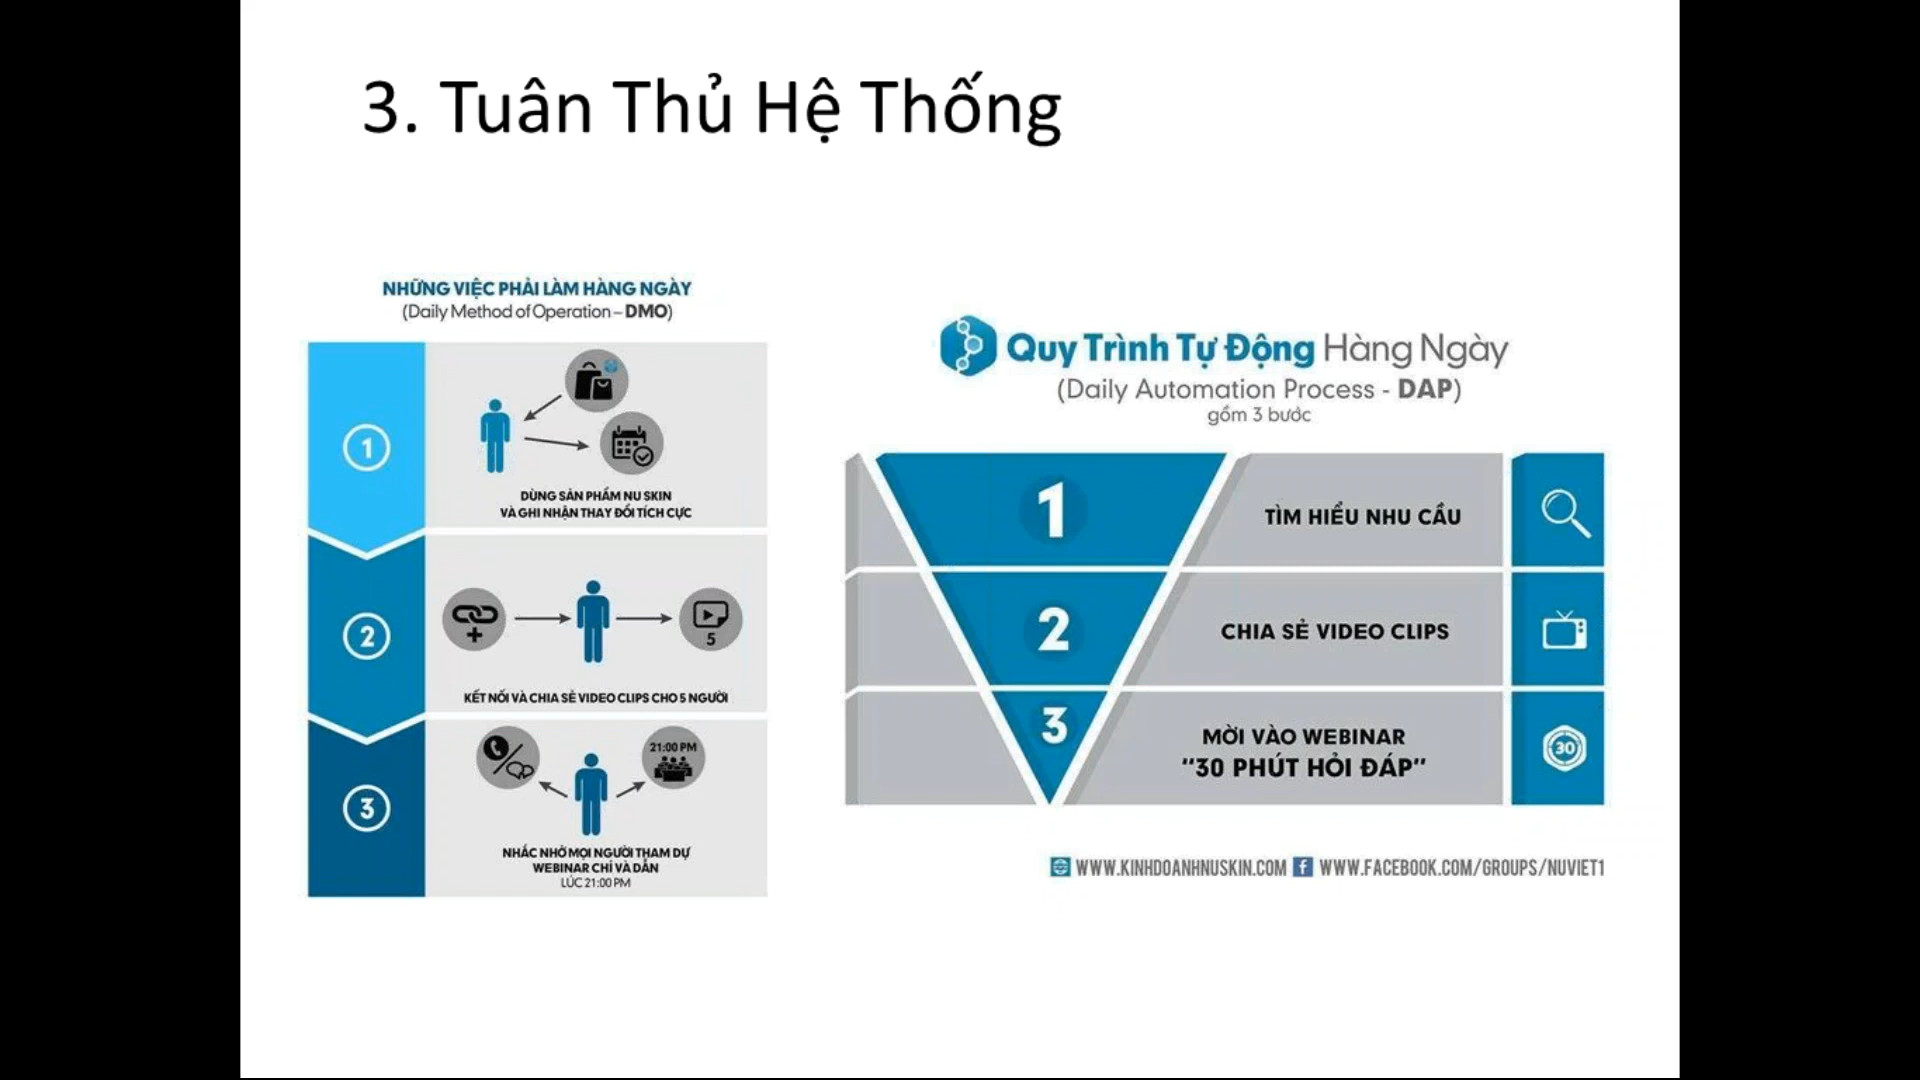 3. Tuân Thủ Hệ Thống
NHỮNG VIỆC PHẢI LÀM HÀNG NGÀY
(Daily Method of Operation – DMO)
1
DÙNG SẢN PHẨM NU SKIN
VÀ GHI NHẬN THAY ĐỔI TÍCH CỰC
2
5
KẾT NỐI VÀ CHIA SẺ VIDEO CLIPS CHO 5 NGƯỜI
3
21:00 PM
NHẮC NHỞ MỌI NGƯỜI THAM DỰ
WEBINAR CHỈ VÀ DẪN
LÚC 21:00 PM
Quy Trình Tự Động Hàng Ngày
(Daily Automation Process - DAP)
gồm 3 bước
1
TÌM HIỂU NHU CẦU
2
CHIA SẺ VIDEO CLIPS
3
MỜI VÀO WEBINAR
"30 PHÚT HỎI ĐÁP"
30
WWW.KINHDOANHNUSKIN.COM f WWW.FACEBOOK.COM/GROUPS/NUVIET1